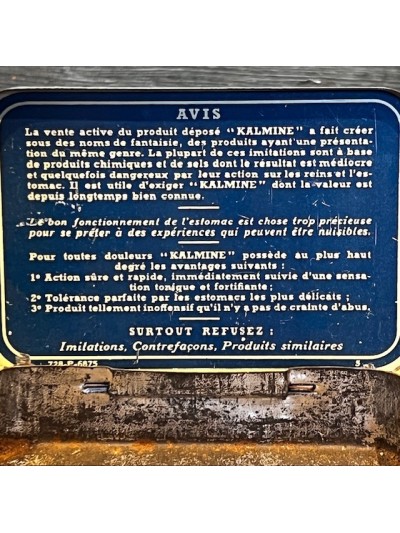 AVIS
La vente active du produit déposé "KALMINE" a fait créer
sous des noms de fantaisie, des produits ayant une présenta-
tion du même genre. La plupart de ces imitations sont à base
de produits chimiques et de sels dont le résultat est médiocre
et quelquefois dangereux par leur action sur les reins et l'es-
tomac. Il est utile d'exiger "KALMINE" dont la valeur est
depuis longtemps bien connue.
Le bon fonctionnement de l'estomac est chose trop précieuse
pour se prêter à des expériences qui peuvent être nuisibles.
Pour toutes douleurs "KALMINE" possède au plus haut
degré les avantages suivants :
1º Action sûre et rapide, immédiatement suivie d'une sensa-
tion tonique et fortifiante ;
2º Tolérance parfaite par les estomacs les plus délicats ;
3º Produit tellement inoffensif qu'il n'y a pas de crainte d'abus.
SURTOUT REFUSEZ :
Imitations, Contrefaçons, Produits similaires
728-P-6875 5